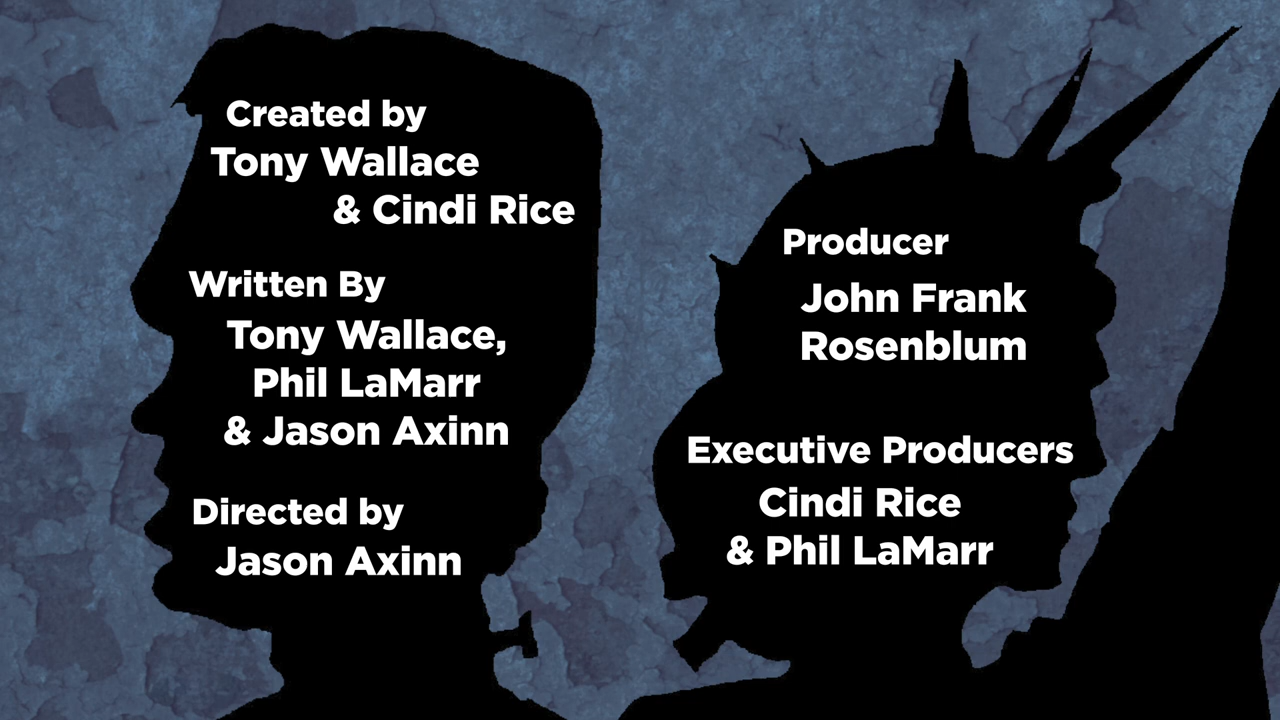 Created by
Tony Wallace
& Cindi Rice
Written By
Tony Wallace,
Phil LaMarr
& Jason Axinn
Directed by
Jason Axinn
Producer
John Frank
Rosenblum
Executive Producers
Cindi Rice
& Phil LaMarr